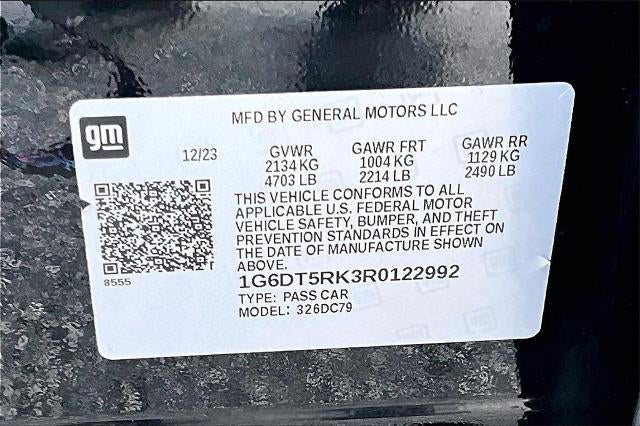 MFD BY GENERAL MOTORS LLC
gm
12/23 GVWR GAWR FRT GAWR RR
2134 KG 1004 KG 1129 KG
4703 LB 2214 LB 2490 LB
THIS VEHICLE CONFORMS TO ALL
APPLICABLE U.S. FEDERAL MOTOR
VEHICLE SAFETY, BUMPER, AND THEFT
PREVENTION STANDARDS IN EFFECT ON
THE DATE OF MANUFACTURE SHOWN
ABOVE.
8555
1G6DT5RK3R0122992
TYPE: PASS CAR
MODEL: 326DC79